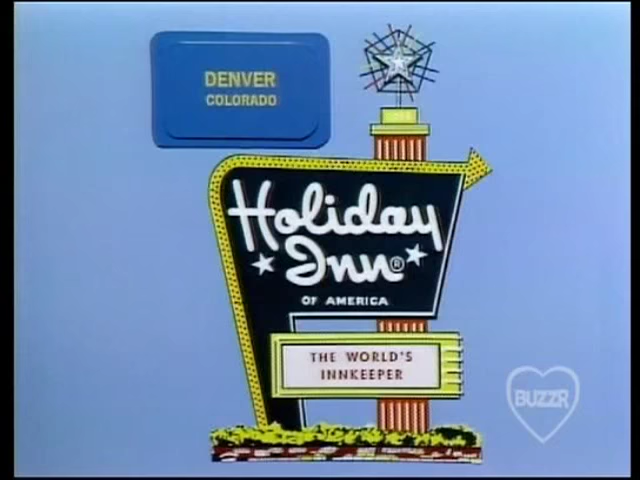 DENVER
COLORADO
Holiday
Inn®
OF AMERICA
THE WORLD'S
INNKEEPER
BUZZR